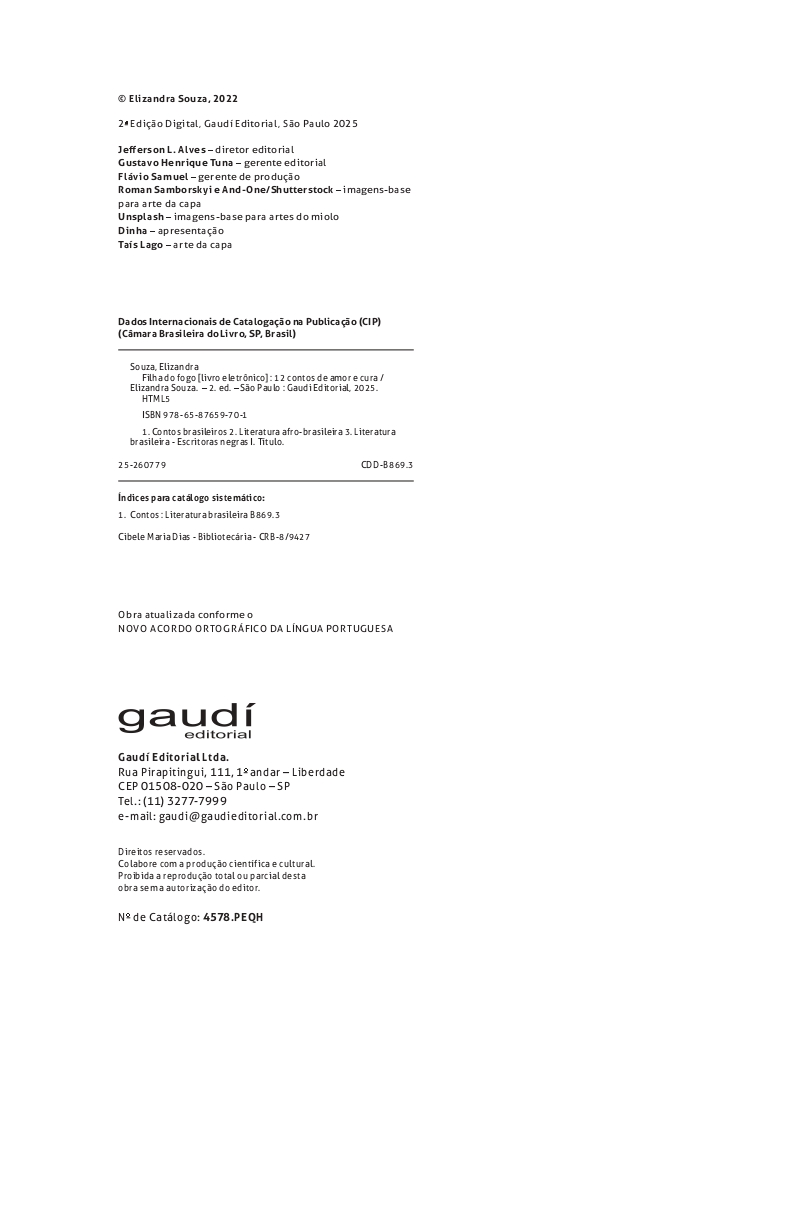 © Elizandra Souza, 2022
2ª Edição Digital, Gaudí Editorial, São Paulo 2025
Jefferson L. Alves – diretor editorial
Gustavo Henrique Tuna – gerente editorial
Flávio Samuel – gerente de produção
Roman Samborskyi e And-One/Shutterstock – imagens-base
para arte da capa
Unsplash – imagens-base para artes do miolo
Dinha – apresentação
Taís Lago – arte da capa
Dados Internacionais de Catalogação na Publicação (CIP)
(Câmara Brasileira do Livro, SP, Brasil)
Souza, Elizandra
Filha do fogo [livro eletrônico] : 12 contos de amor e cura /
Elizandra Souza. – 2. ed. – São Paulo : Gaudí Editorial, 2025.
HTML5
ISBN 978-65-87659-70-1
1. Contos brasileiros 2. Literatura afro-brasileira 3. Literatura
brasileira - Escritoras negras I. Título.
25-260779 CDD-B869.3
Índices para catálogo sistemático:
1. Contos : Literatura brasileira B869.3
Cibele Maria Dias - Bibliotecária - CRB-8/9427
Obra atualizada conforme o
NOVO ACORDO ORTOGRÁFICO DA LÍNGUA PORTUGUESA
gaudí
editorial
Gaudí Editorial Ltda.
Rua Pirapitingui, 111, 1º andar – Liberdade
CEP 01508-020 – São Paulo – SP
Tel.: (11) 3277-7999
e-mail: gaudi@gaudieditorial.com.br
Direitos reservados.
Colabore com a produção científica e cultural.
Proibida a reprodução total ou parcial desta
obra sem a autorização do editor.
Nº de Catálogo: 4578.PEQH